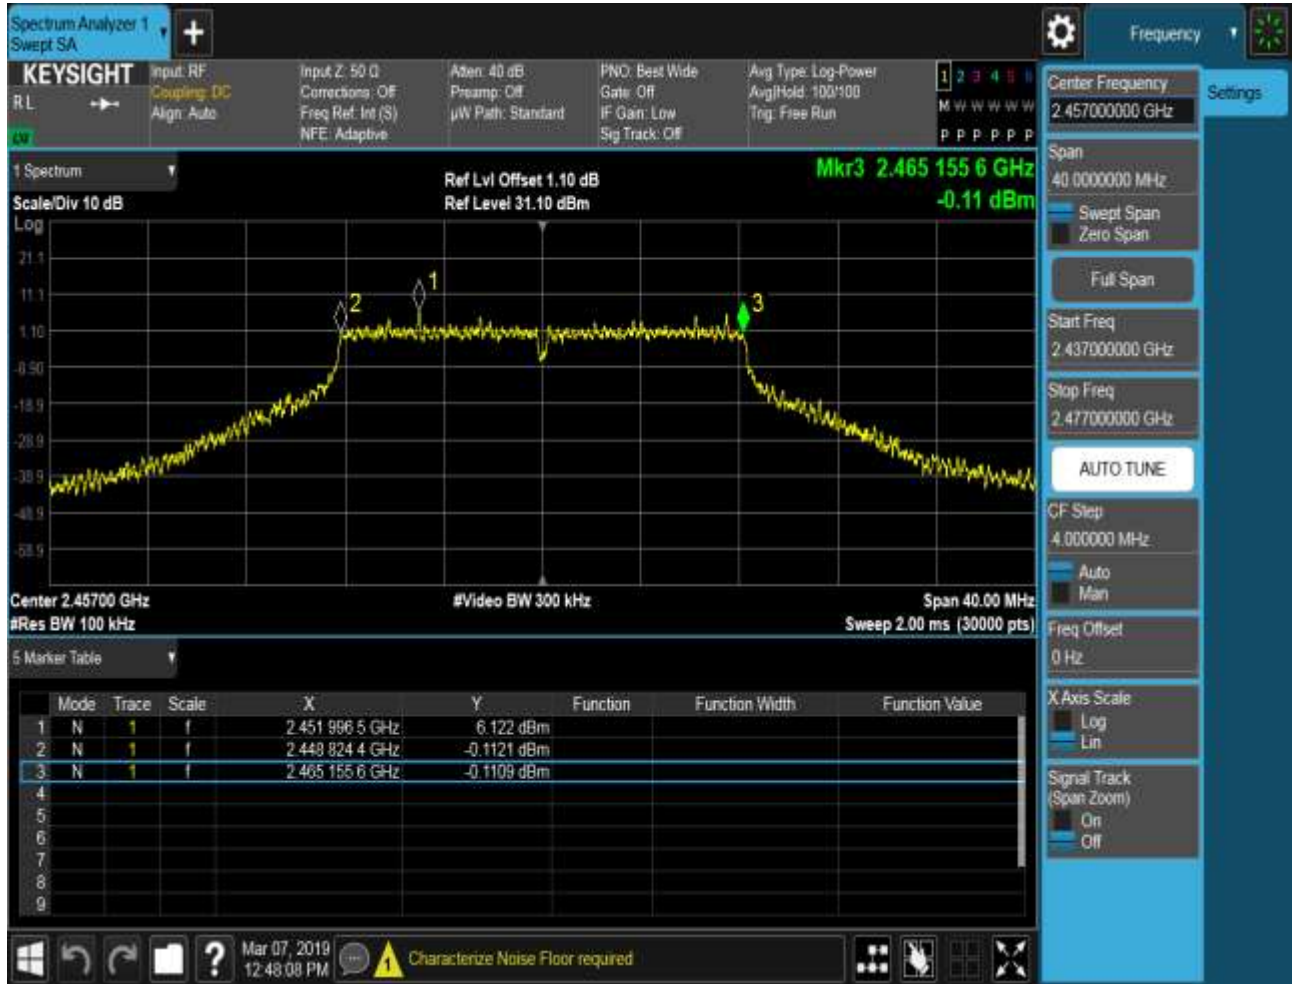 Spectrum Analyzer 1
Swept SA
+
Frequency
KEYSIGHT
RL
Input: RF
Coupling: DC
Align: Auto
Input Z: 50 Ω
Corrections: Off
Freq Ref: Int (S)
NFE: Adaptive
Atten: 40 dB
Preamp: Off
µW Path: Standard
PNO: Best Wide
Gate: Off
IF Gain: Low
Sig Track: Off
Avg Type: Log-Power
Avg|Hold: 100/100
Trig: Free Run
1 2 3 4 5 6
M W W W W W
P P P P P P
1 Spectrum
Scale/Div 10 dB
Ref Lvl Offset 1.10 dB
Ref Level 31.10 dBm
Mkr3 2.465 155 6 GHz
-0.11 dBm
Log
21.1
11.1
1.10
-8.90
-18.9
-28.9
-38.9
-48.9
-58.9
2
1
3
Center 2.45700 GHz
#Video BW 300 kHz
Span 40.00 MHz
#Res BW 100 kHz
Sweep 2.00 ms (30000 pts)
5 Marker Table
Mode Trace Scale X Y Function Function Width Function Value
1 N 1 f 2.451 996 5 GHz 6.122 dBm
2 N 1 f 2.448 824 4 GHz -0.1121 dBm
3 N 1 f 2.465 155 6 GHz -0.1109 dBm
4
5
6
7
8
9
?
Mar 07, 2019
12:48:08 PM
1
Characterize Noise Floor required
Center Frequency
2.457000000 GHz
Settings
Span
40.0000000 MHz
Swept Span
Zero Span
Full Span
Start Freq
2.437000000 GHz
Stop Freq
2.477000000 GHz
AUTO TUNE
CF Step
4.000000 MHz
Auto
Man
Freq Offset
0 Hz
X Axis Scale
Log
Lin
Signal Track
(Span Zoom)
On
Off